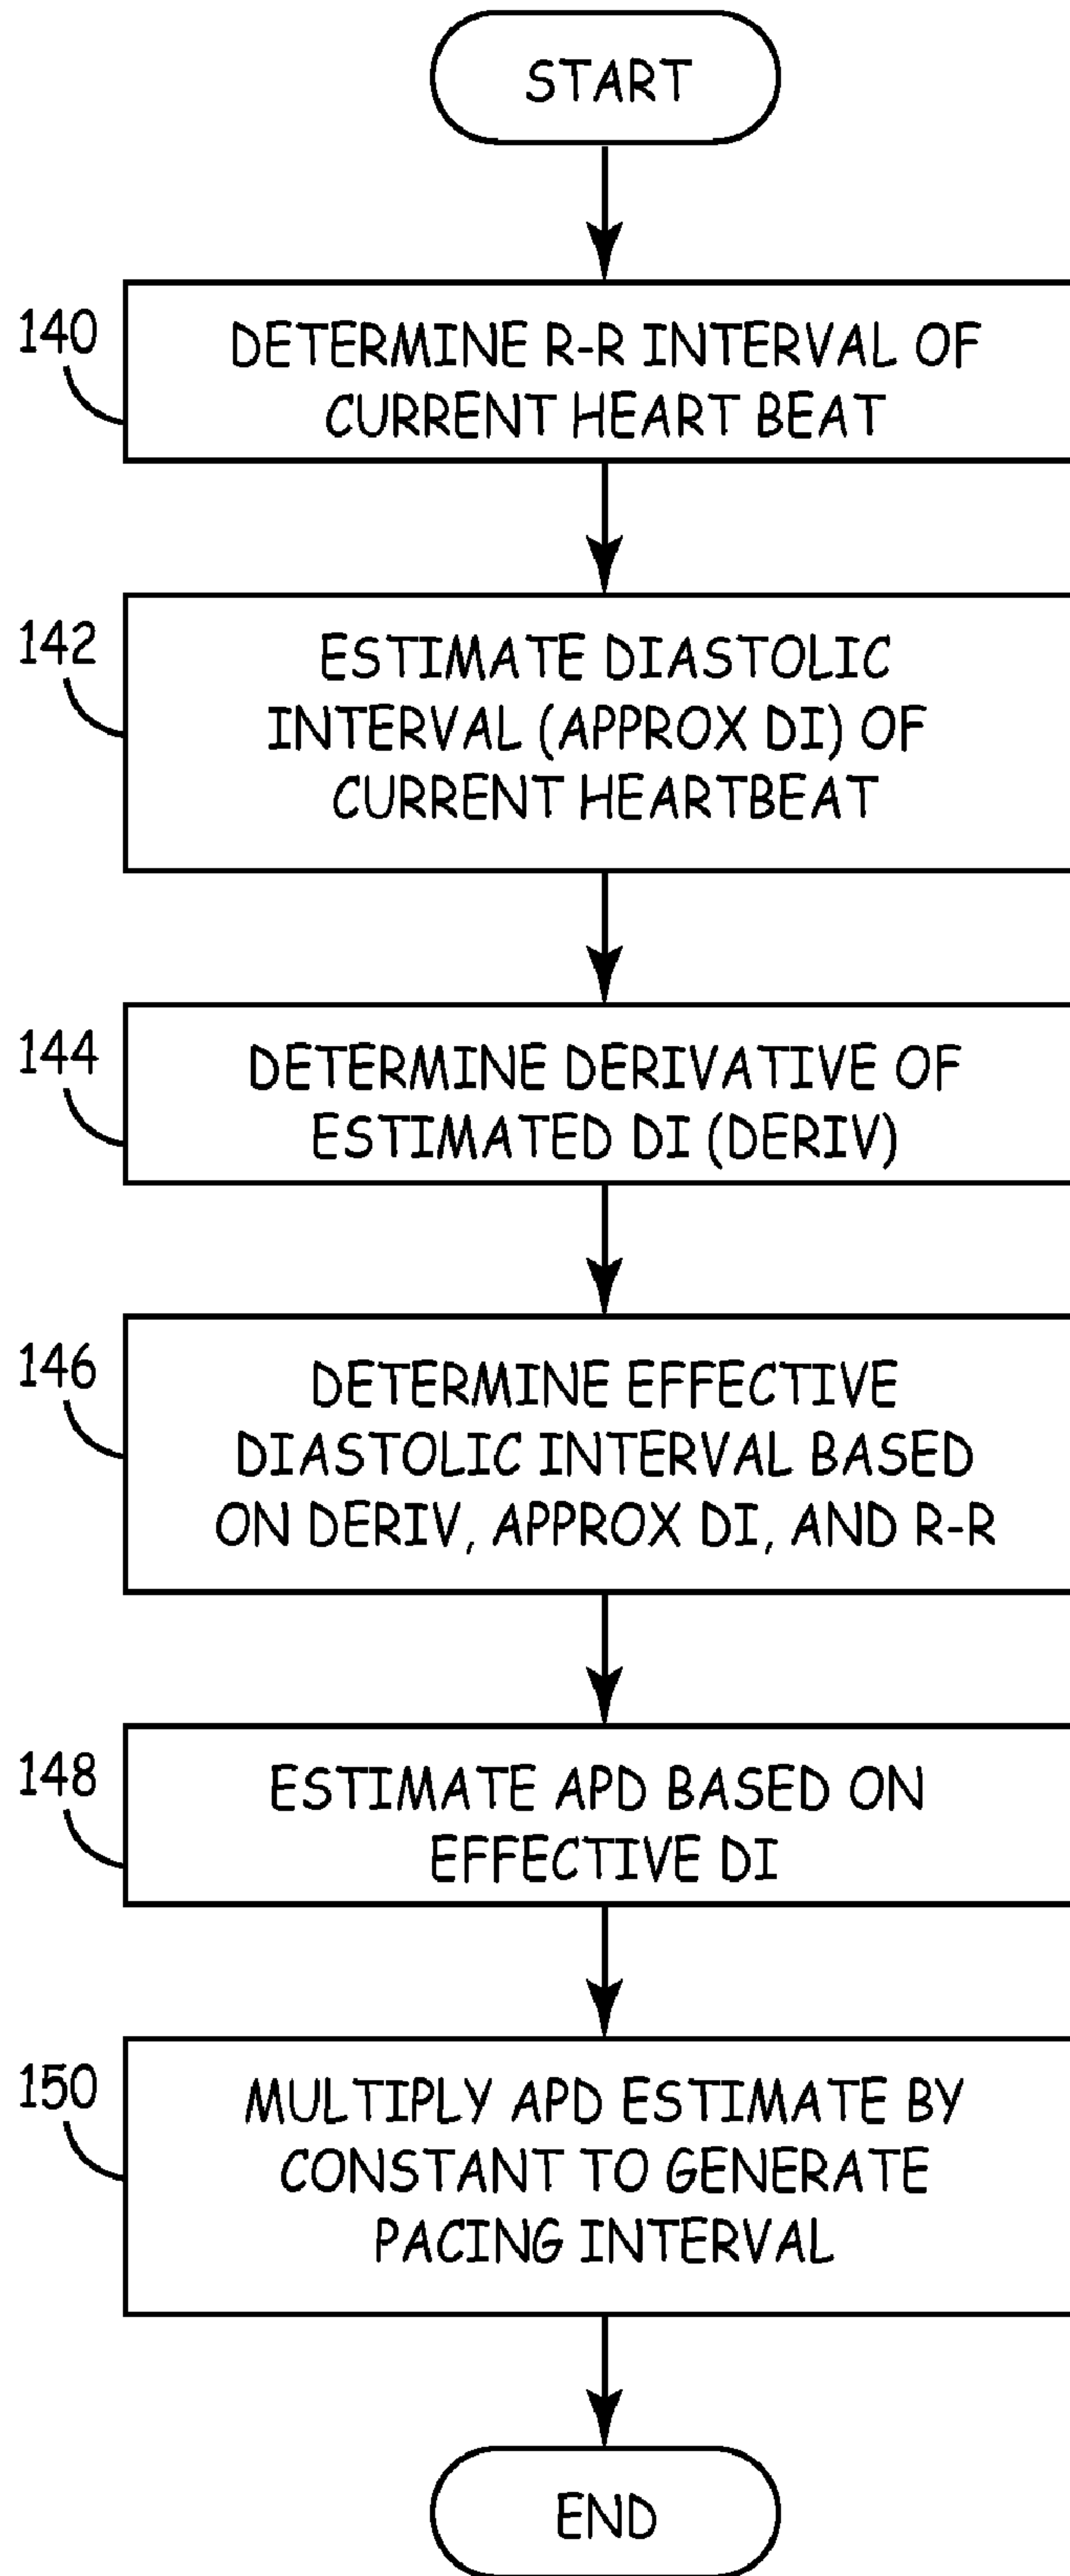 START
140
DETERMINE R-R INTERVAL OF
CURRENT HEART BEAT
142
ESTIMATE DIASTOLIC
INTERVAL (APPROX DI) OF
CURRENT HEARTBEAT
144
DETERMINE DERIVATIVE OF
ESTIMATED DI (DERIV)
146
DETERMINE EFFECTIVE
DIASTOLIC INTERVAL BASED
ON DERIV, APPROX DI, AND R-R
148
ESTIMATE APD BASED ON
EFFECTIVE DI
150
MULTIPLY APD ESTIMATE BY
CONSTANT TO GENERATE
PACING INTERVAL
END